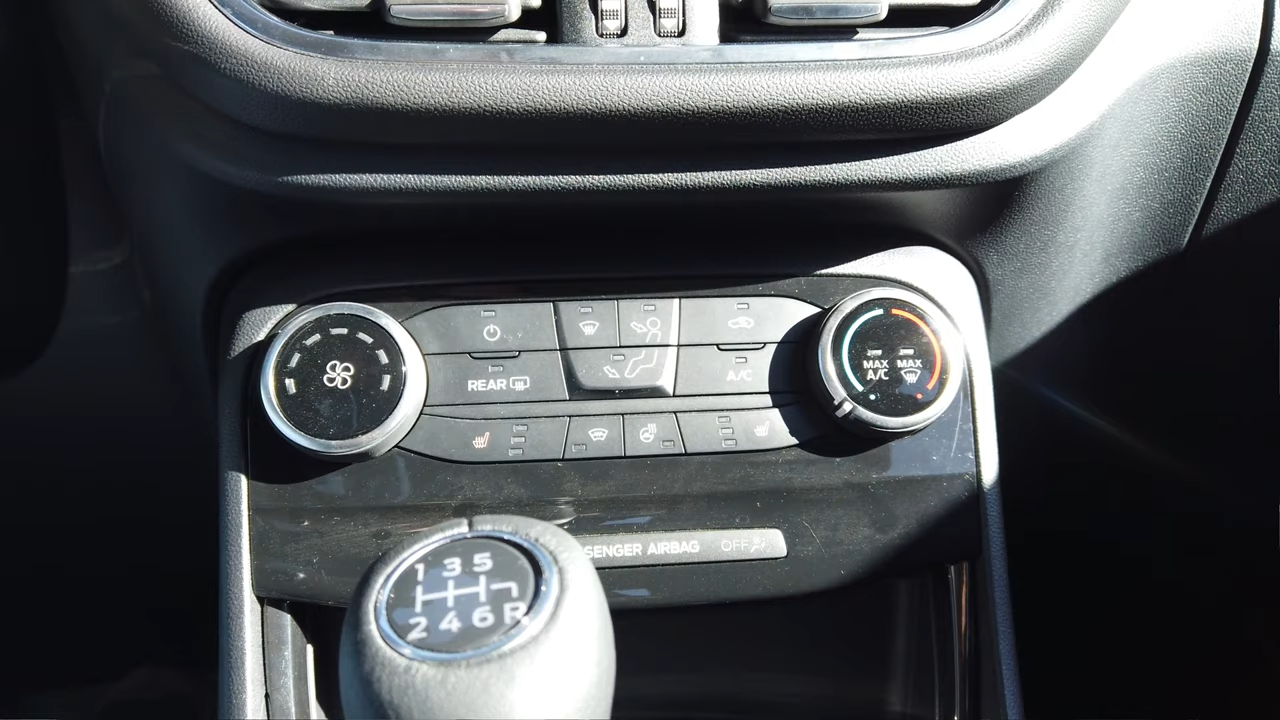 REAR
A/C
MAX MAX
A/C
SENGER AIRBAG OFF
1 3 5
2 4 6 R